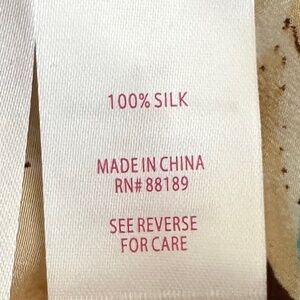 100% SILK
MADE IN CHINA
RN# 88189
SEE REVERSE
FOR CARE